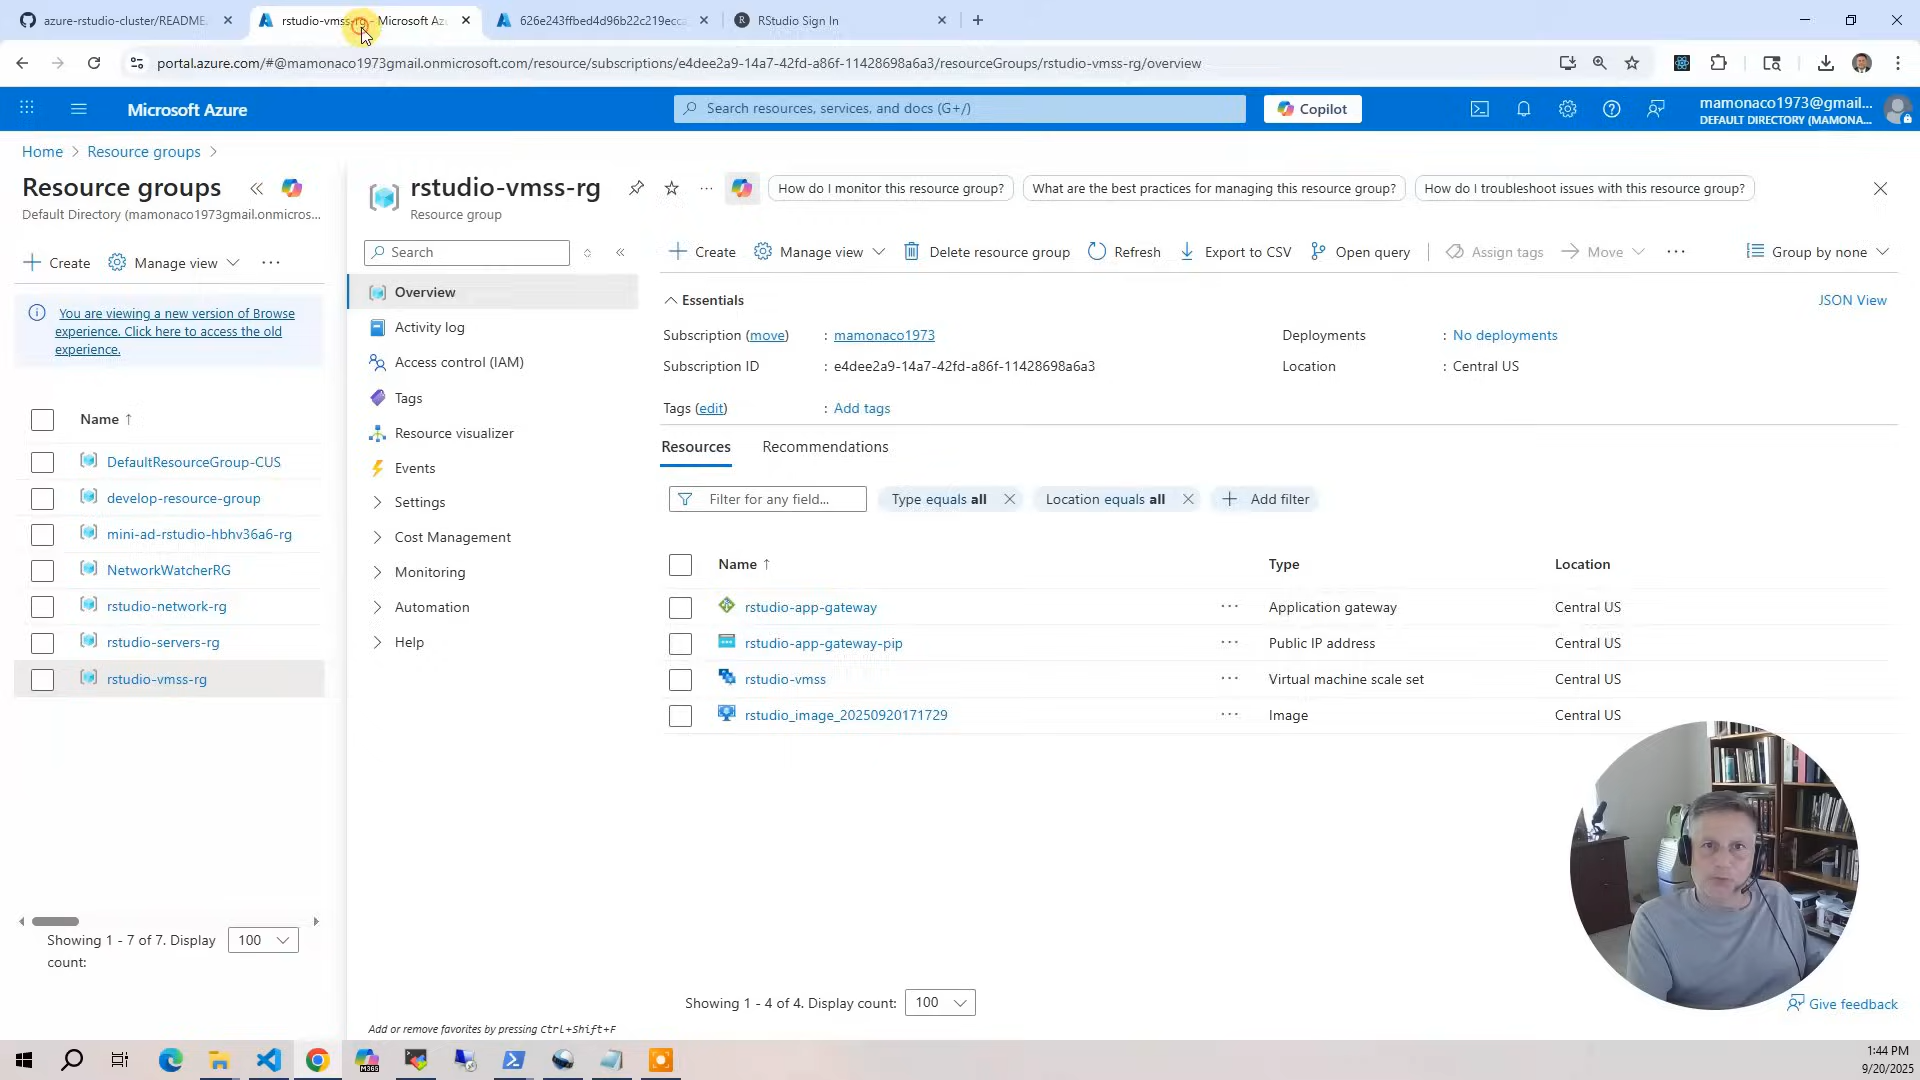 azure-rstudio-cluster/README
rstudio-vmss-rg - Microsoft Az
626e243ffbed4d96b22c219ecca
RStudio Sign In
portal.azure.com/#@mamonaco1973gmail.onmicrosoft.com/resource/subscriptions/e4dee2a9-14a7-42fd-a86f-11428698a6a3/resourceGroups/rstudio-vmss-rg/overview
Microsoft Azure
Search resources, services, and docs (G+/)
Copilot
mamonaco1973@gmail...
DEFAULT DIRECTORY (MAMONA...
Home > Resource groups >
Resource groups
Default Directory (mamonaco1973gmail.onmicros...
Create
Manage view
...
You are viewing a new version of Browse
experience. Click here to access the old
experience.
Name ↑
DefaultResourceGroup-CUS
develop-resource-group
mini-ad-rstudio-hbhv36a6-rg
NetworkWatcherRG
rstudio-network-rg
rstudio-servers-rg
rstudio-vmss-rg
Showing 1 - 7 of 7. Display
count:
100
rstudio-vmss-rg
Resource group
How do I monitor this resource group?
What are the best practices for managing this resource group?
How do I troubleshoot issues with this resource group?
Search
Overview
Activity log
Access control (IAM)
Tags
Resource visualizer
Events
Settings
Cost Management
Monitoring
Automation
Help
Add or remove favorites by pressing Ctrl+Shift+F
Create
Manage view
Delete resource group
Refresh
Export to CSV
Open query
Assign tags
Move
...
Group by none
Essentials
JSON View
Subscription (move) : mamonaco1973
Deployments : No deployments
Subscription ID : e4dee2a9-14a7-42fd-a86f-11428698a6a3
Location : Central US
Tags (edit) : Add tags
Resources
Recommendations
Filter for any field...
Type equals all
Location equals all
Add filter
Name ↑ Type Location
rstudio-app-gateway ... Application gateway Central US
rstudio-app-gateway-pip ... Public IP address Central US
rstudio-vmss ... Virtual machine scale set Central US
rstudio_image_20250920171729 ... Image Central US
Showing 1 - 4 of 4. Display count: 100
Give feedback
M365
1:44 PM
9/20/2025